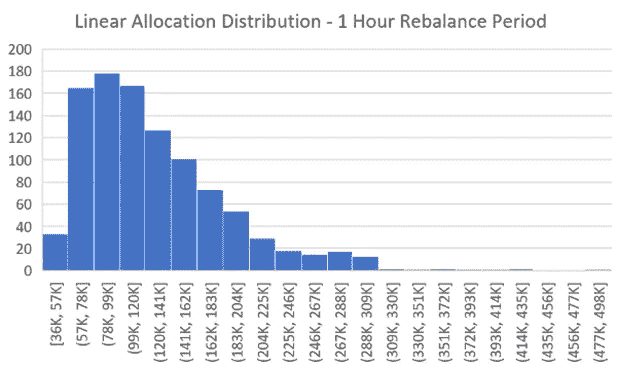 Linear Allocation Distribution - 1 Hour Rebalance Period
200
180
160
140
120
100
80
60
40
20
0
[36K, 57K]
(57K, 78K]
(78K, 99K]
(99K, 120K]
(120K, 141K]
(141K, 162K]
(162K, 183K]
(183K, 204K]
(204K, 225K]
(225K, 246K]
(246K, 267K]
(267K, 288K]
(288K, 309K]
(309K, 330K]
(330K, 351K]
(351K, 372K]
(372K, 393K]
(393K, 414K]
(414K, 435K]
(435K, 456K]
(456K, 477K]
(477K, 498K]